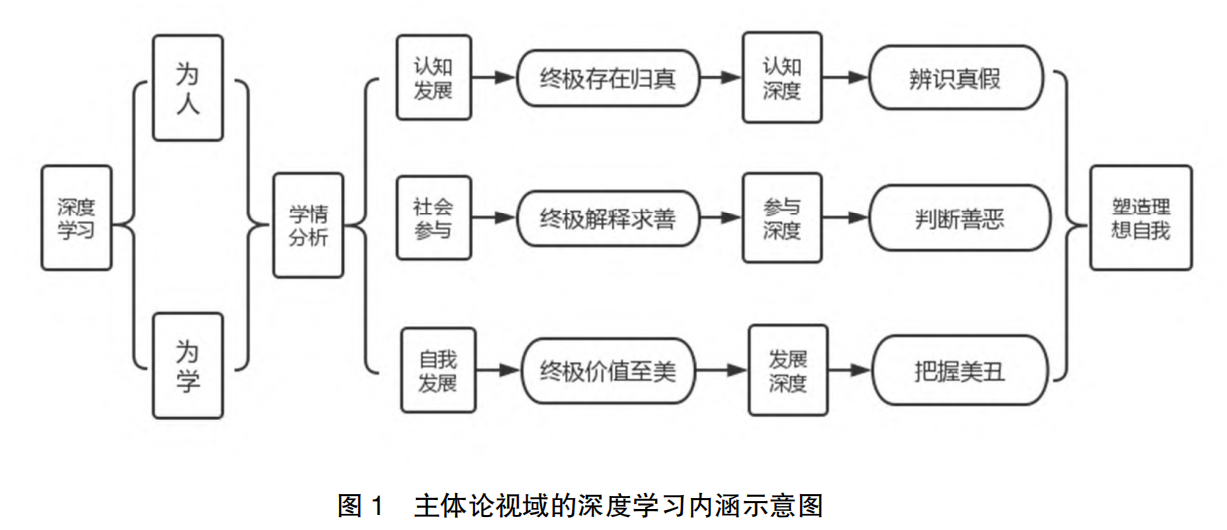 深度
学习
为
人
为
学
学情
分析
认知
发展
终极存在归真
认知
深度
辨识真假
社会
参与
终极解释求善
参与
深度
判断善恶
自我
发展
终极价值至美
发展
深度
把握美丑
塑造理
想自我
图 1 主体论视域的深度学习内涵示意图